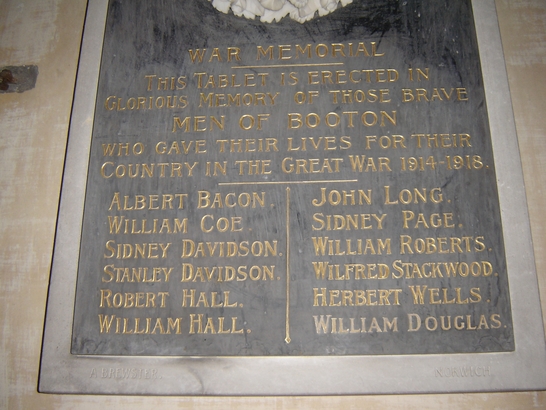 WAR MEMORIAL
THIS TABLET IS ERECTED IN
GLORIOUS MEMORY OF THOSE BRAVE
MEN OF BOOTON
WHO GAVE THEIR LIVES FOR THEIR
COUNTRY IN THE GREAT WAR 1914-1918.
ALBERT BACON.
WILLIAM COE.
SIDNEY DAVIDSON.
STANLEY DAVIDSON.
ROBERT HALL.
WILLIAM HALL.
JOHN LONG.
SIDNEY PAGE.
WILLIAM ROBERTS.
WILFRED STACKWOOD.
HERBERT WELLS.
WILLIAM DOUGLAS.